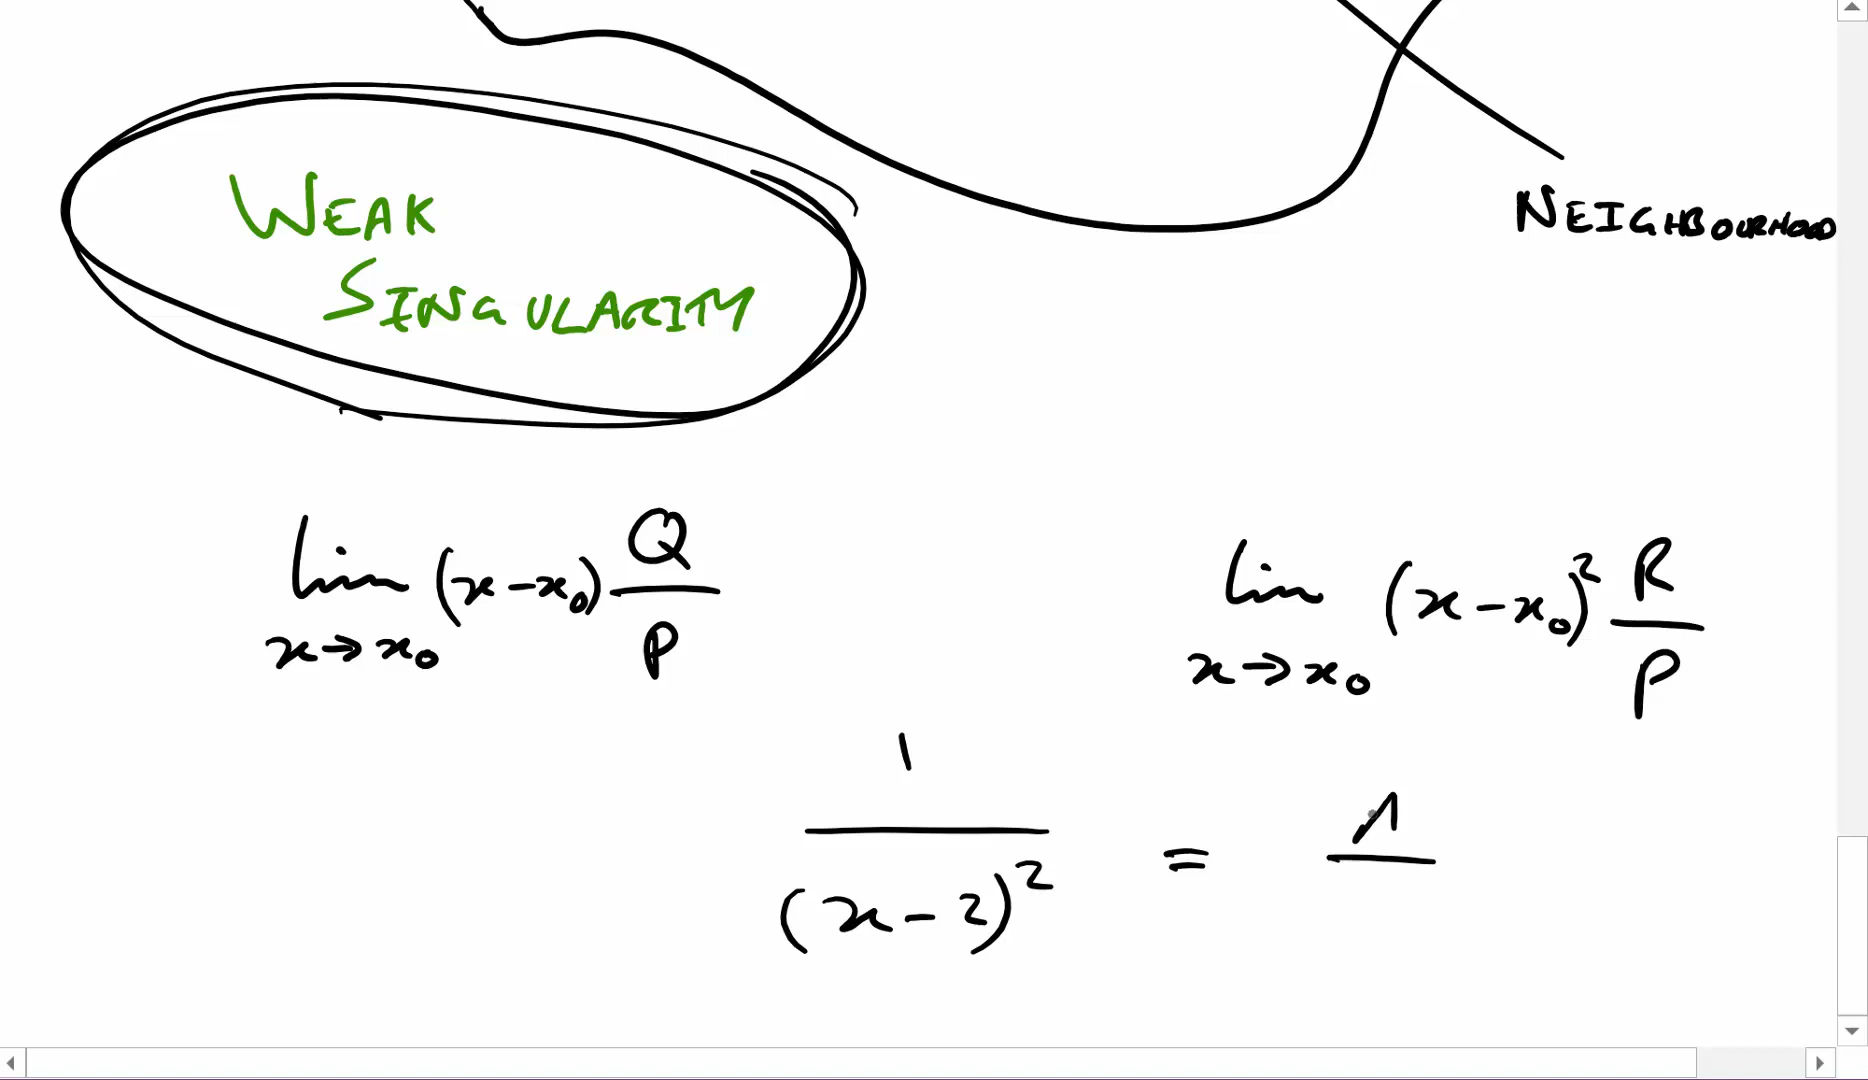 NEIGHBOURHOOD
WEAK
SINGULARITY
lim (x-x₀) Q/P
x→x₀
lim (x-x₀)² R/P
x→x₀
1/(x-2)² = 1/